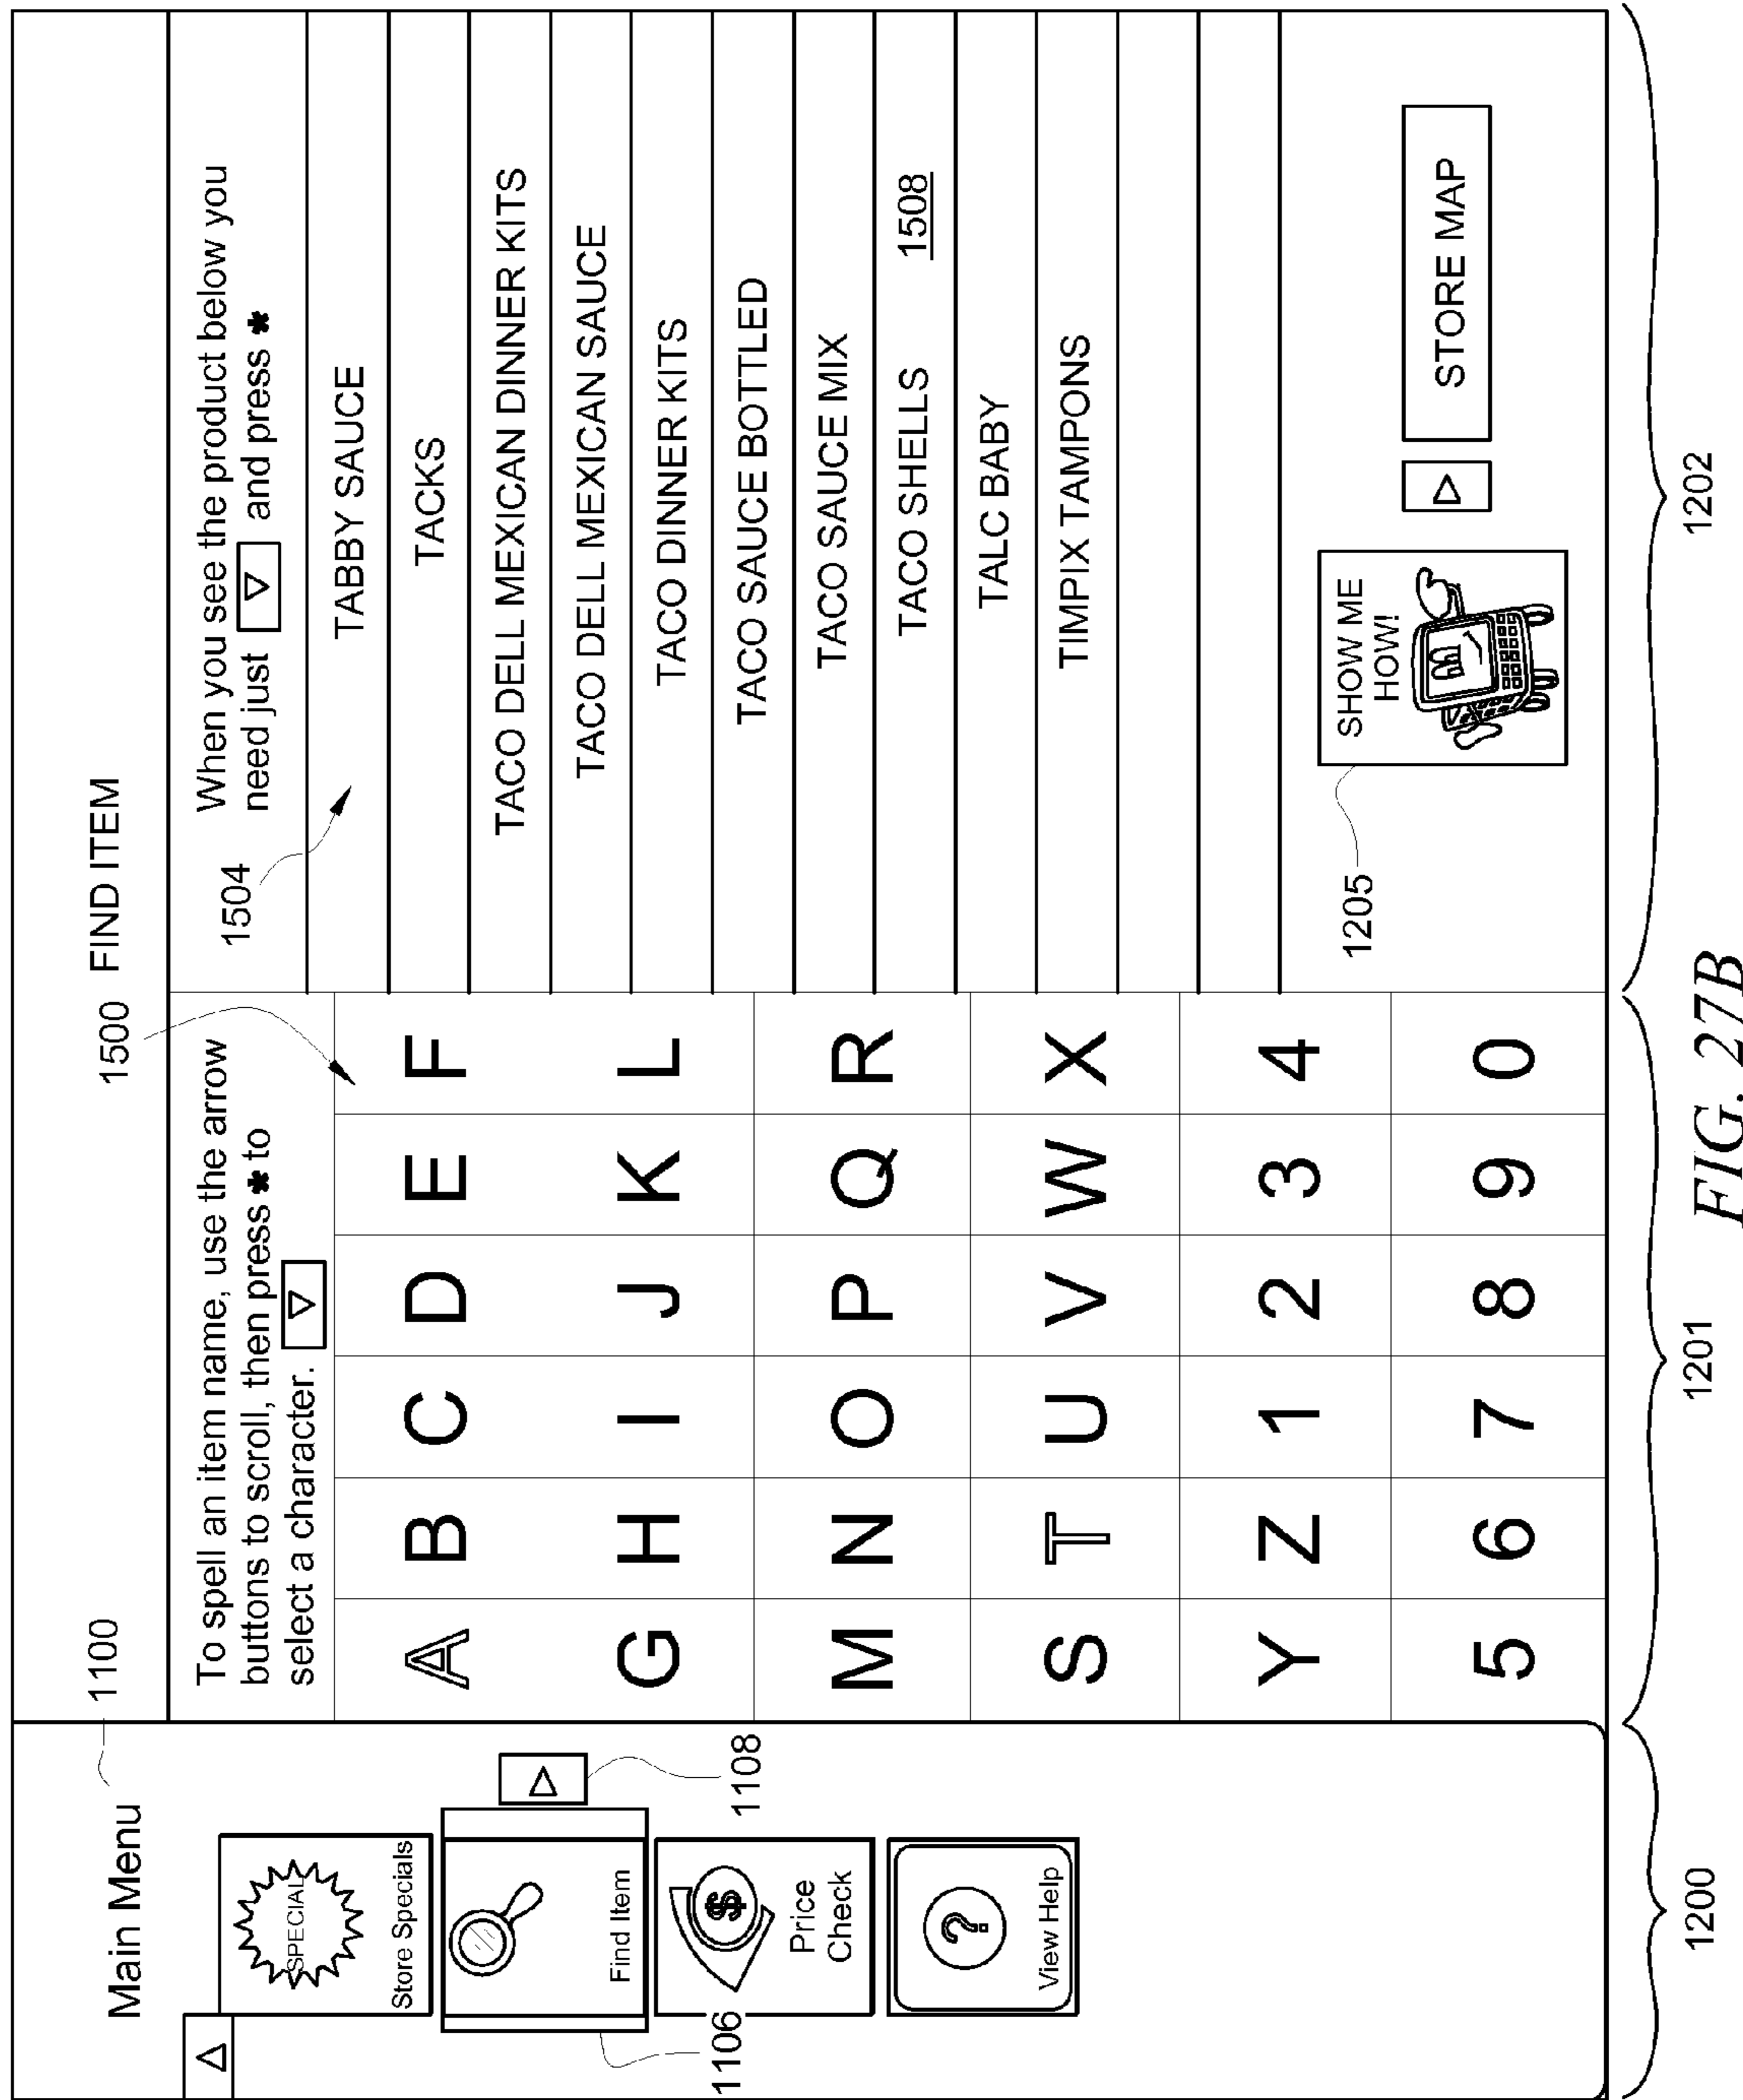 Main Menu
1100
1500
FIND ITEM
SPECIAL
Store Specials
Find Item
1106
1108
$
Price
Check
?
View Help
To spell an item name, use the arrow
buttons to scroll, then press ✱ to
select a character.
A B C D E F
G H I J K L
M N O P Q R
S T U V W X
Y Z 1 2 3 4
5 6 7 8 9 0
1504
When you see the product below you
need just and press ✱
TABBY SAUCE
TACKS
TACO DELL MEXICAN DINNER KITS
TACO DELL MEXICAN SAUCE
TACO DINNER KITS
TACO SAUCE BOTTLED
TACO SAUCE MIX
TACO SHELLS 1508
TALC BABY
TIMPIX TAMPONS
1205
SHOW ME
HOW!
STORE MAP
1200
1201
1202
FIG. 27B